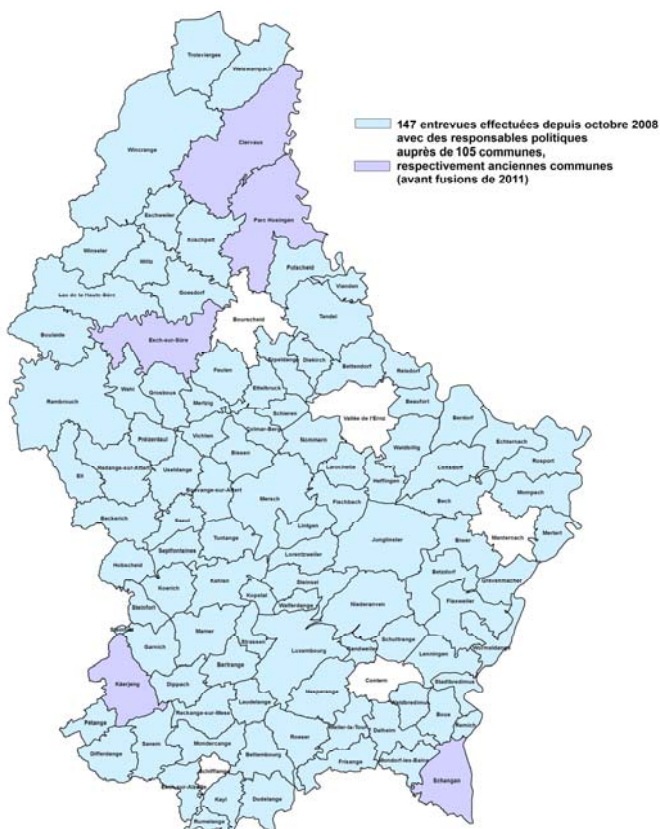 Troisvierges
Weiswampach
147 entrevues effectuées depuis octobre 2008
avec des responsables politiques
auprès de 105 communes,
respectivement anciennes communes
(avant fusions de 2011)
Wincrange
Clervaux
Parc Hosingen
Eschweiler
Kiischpelt
Winseler
Wiltz
Putscheid
Lac de la Haute-Sûre
Goesdorf
Vianden
Bourscheid
Tandel
Boulaide
Esch-sur-Sûre
Feulen
Diekirch
Bettendorf
Reisdorf
Rambrouch
Wahl
Grosbous
Mertzig
Ettelbruck
Beaufort
Berdorf
Schieren
Vallée de l'Ernz
Colmar-Berg
Préizerdaul
Vichten
Nommern
Waldbillig
Echternach
Rosport
Ell
Redange-sur-Attert
Useldange
Bissen
Larochette
Heffingen
Consdorf
Mersch
Fischbach
Bech
Mompach
Beckerich
Tuntange
Lintgen
Manternach
Mertert
Septfontaines
Junglinster
Biwer
Hobscheid
Lorentzweiler
Koerich
Kehlen
Steinsel
Betzdorf
Grevenmacher
Kopstal
Walferdange
Niederanven
Flaxweiler
Steinfort
Garnich
Mamer
Strassen
Luxembourg
Sandweiler
Schuttrange
Lenningen
Wormeldange
Bertrange
Käerjeng
Dippach
Contern
Stadtbredimus
Hesperange
Leudelange
Reckange-sur-Mess
Waldbredimus
Bous
Remich
Pétange
Roeser
Weiler-la-Tour
Dalheim
Differdange
Sanem
Mondercange
Bettembourg
Frisange
Mondorf-les-Bains
Schengen
Schifflange
Esch-sur-Alzette
Kayl
Dudelange
Rumelange